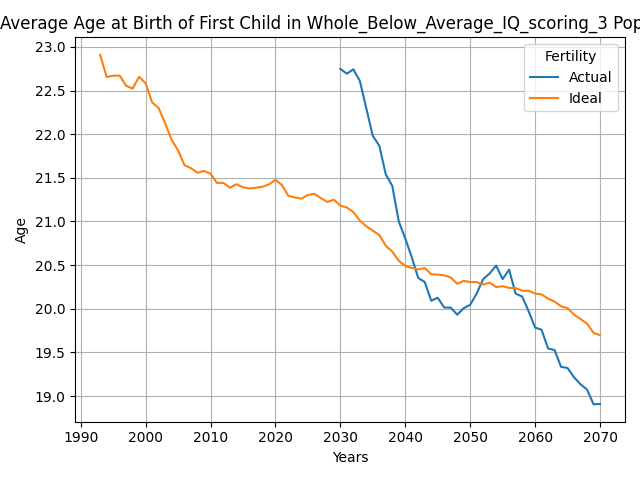 Average Age at Birth of First Child in Whole_Below_Average_IQ_scoring_3 Pop
23.0
22.5
22.0
21.5
21.0
20.5
20.0
19.5
19.0
Age
Fertility
Actual
Ideal
1990 2000 2010 2020 2030 2040 2050 2060 2070
Years